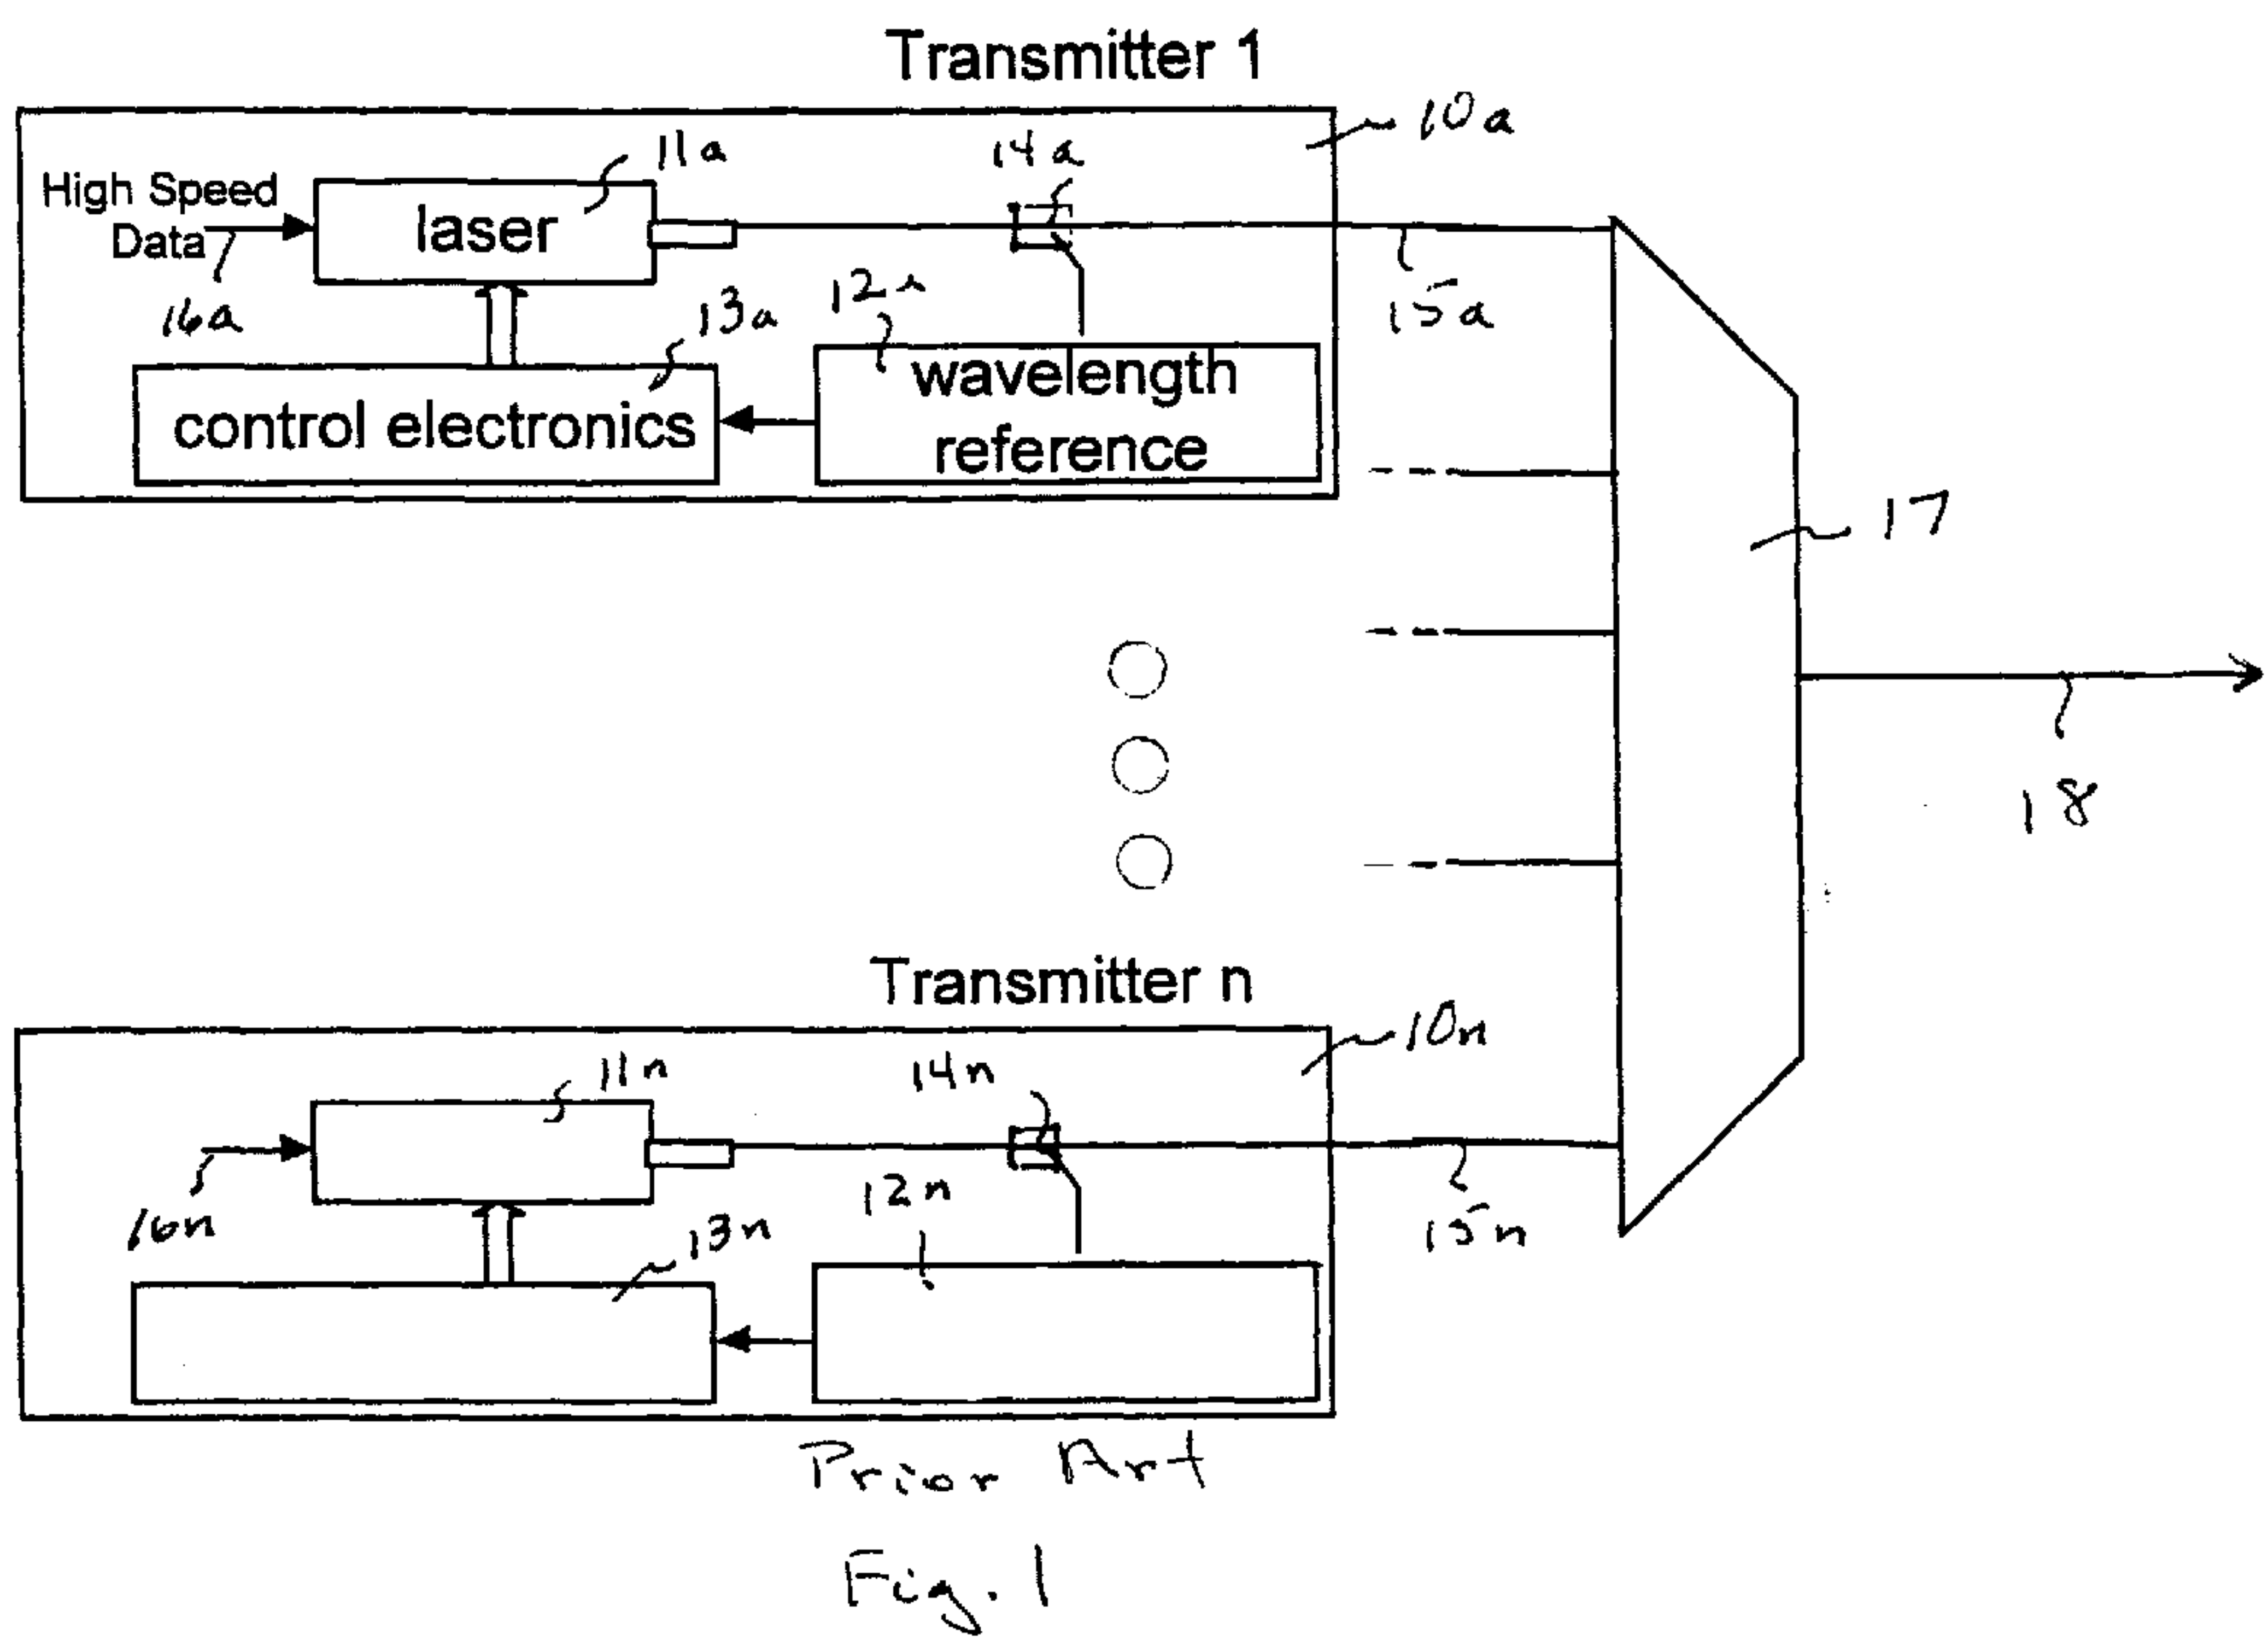 Transmitter 1
10a
11a
14a
High Speed
Data
laser
16a
13a
12a
15a
control electronics
wavelength
reference
17
18
Transmitter n
10n
11n
14n
12n
16n
13n
15n
Prior Art
Fig. 1